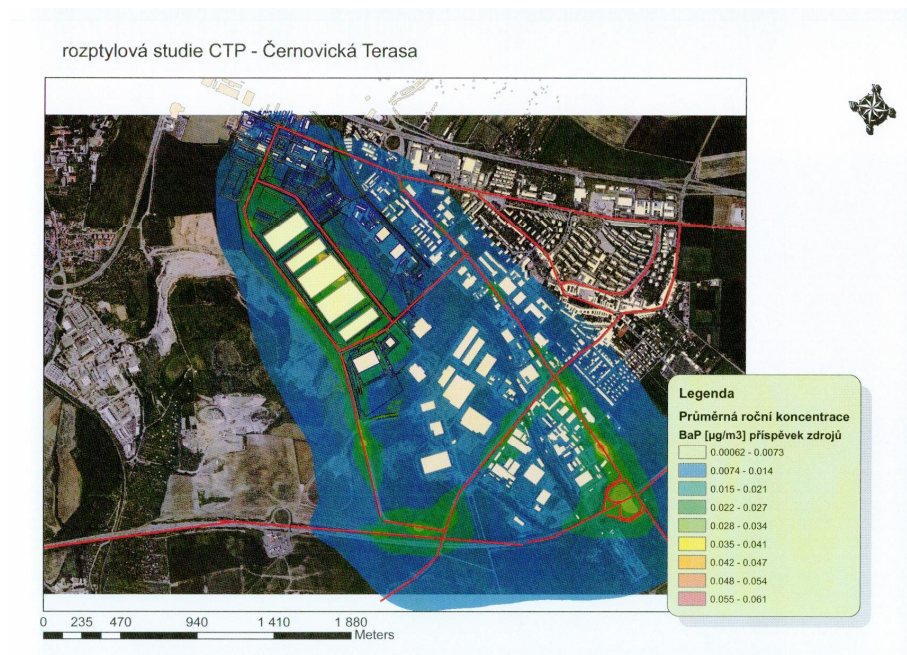 rozptylová studie CTP - Černovická Terasa
Legenda
Průměrná roční koncentrace
BaP [µg/m3] příspěvek zdrojů
0.00062 - 0.0073
0.0074 - 0.014
0.015 - 0.021
0.022 - 0.027
0.028 - 0.034
0.035 - 0.041
0.042 - 0.047
0.048 - 0.054
0.055 - 0.061
0 235 470 940 1 410 1 880
Meters